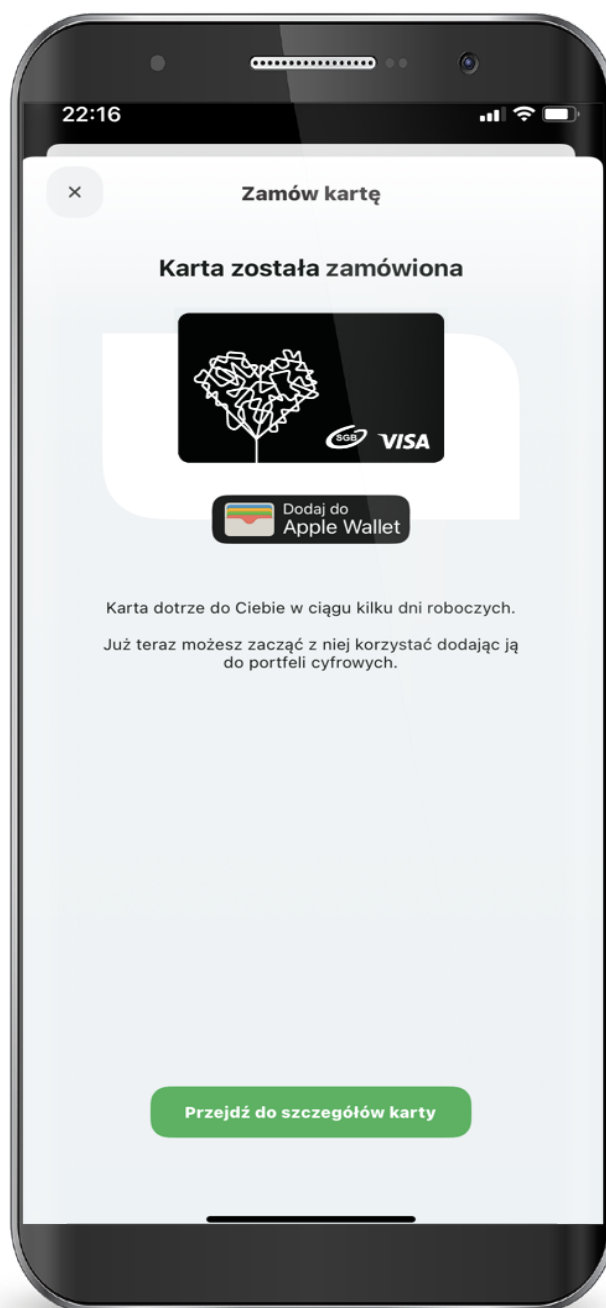 22:16
Zamów kartę
Karta została zamówiona
SGB VISA
Dodaj do
Apple Wallet
Karta dotrze do Ciebie w ciągu kilku dni roboczych.
Już teraz możesz zacząć z niej korzystać dodając ją
do portfeli cyfrowych.
Przejdź do szczegółów karty